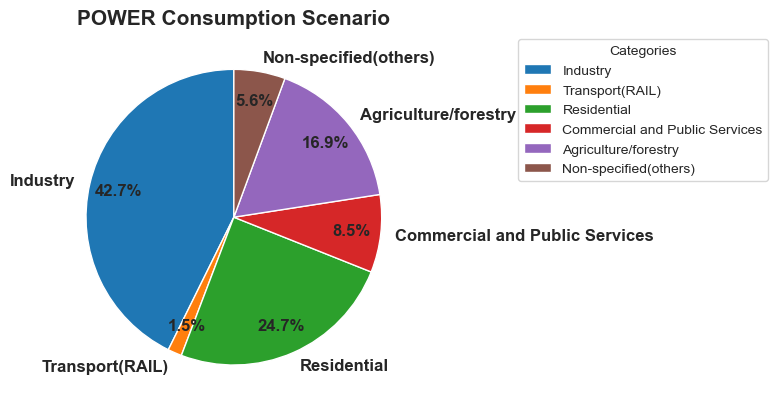 POWER Consumption Scenario
Non-specified(others)
Agriculture/forestry
Industry
Commercial and Public Services
Transport(RAIL)
Residential
5.6%
16.9%
42.7%
8.5%
1.5%
24.7%
Categories
Industry
Transport(RAIL)
Residential
Commercial and Public Services
Agriculture/forestry
Non-specified(others)